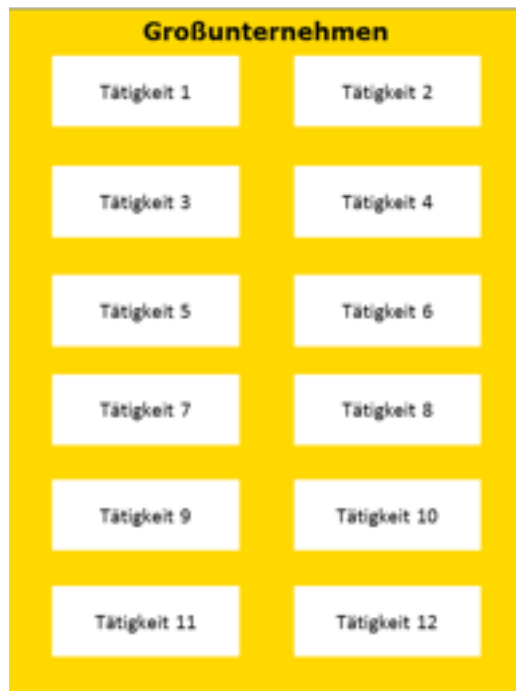 Großunternehmen
Tätigkeit 1
Tätigkeit 2
Tätigkeit 3
Tätigkeit 4
Tätigkeit 5
Tätigkeit 6
Tätigkeit 7
Tätigkeit 8
Tätigkeit 9
Tätigkeit 10
Tätigkeit 11
Tätigkeit 12